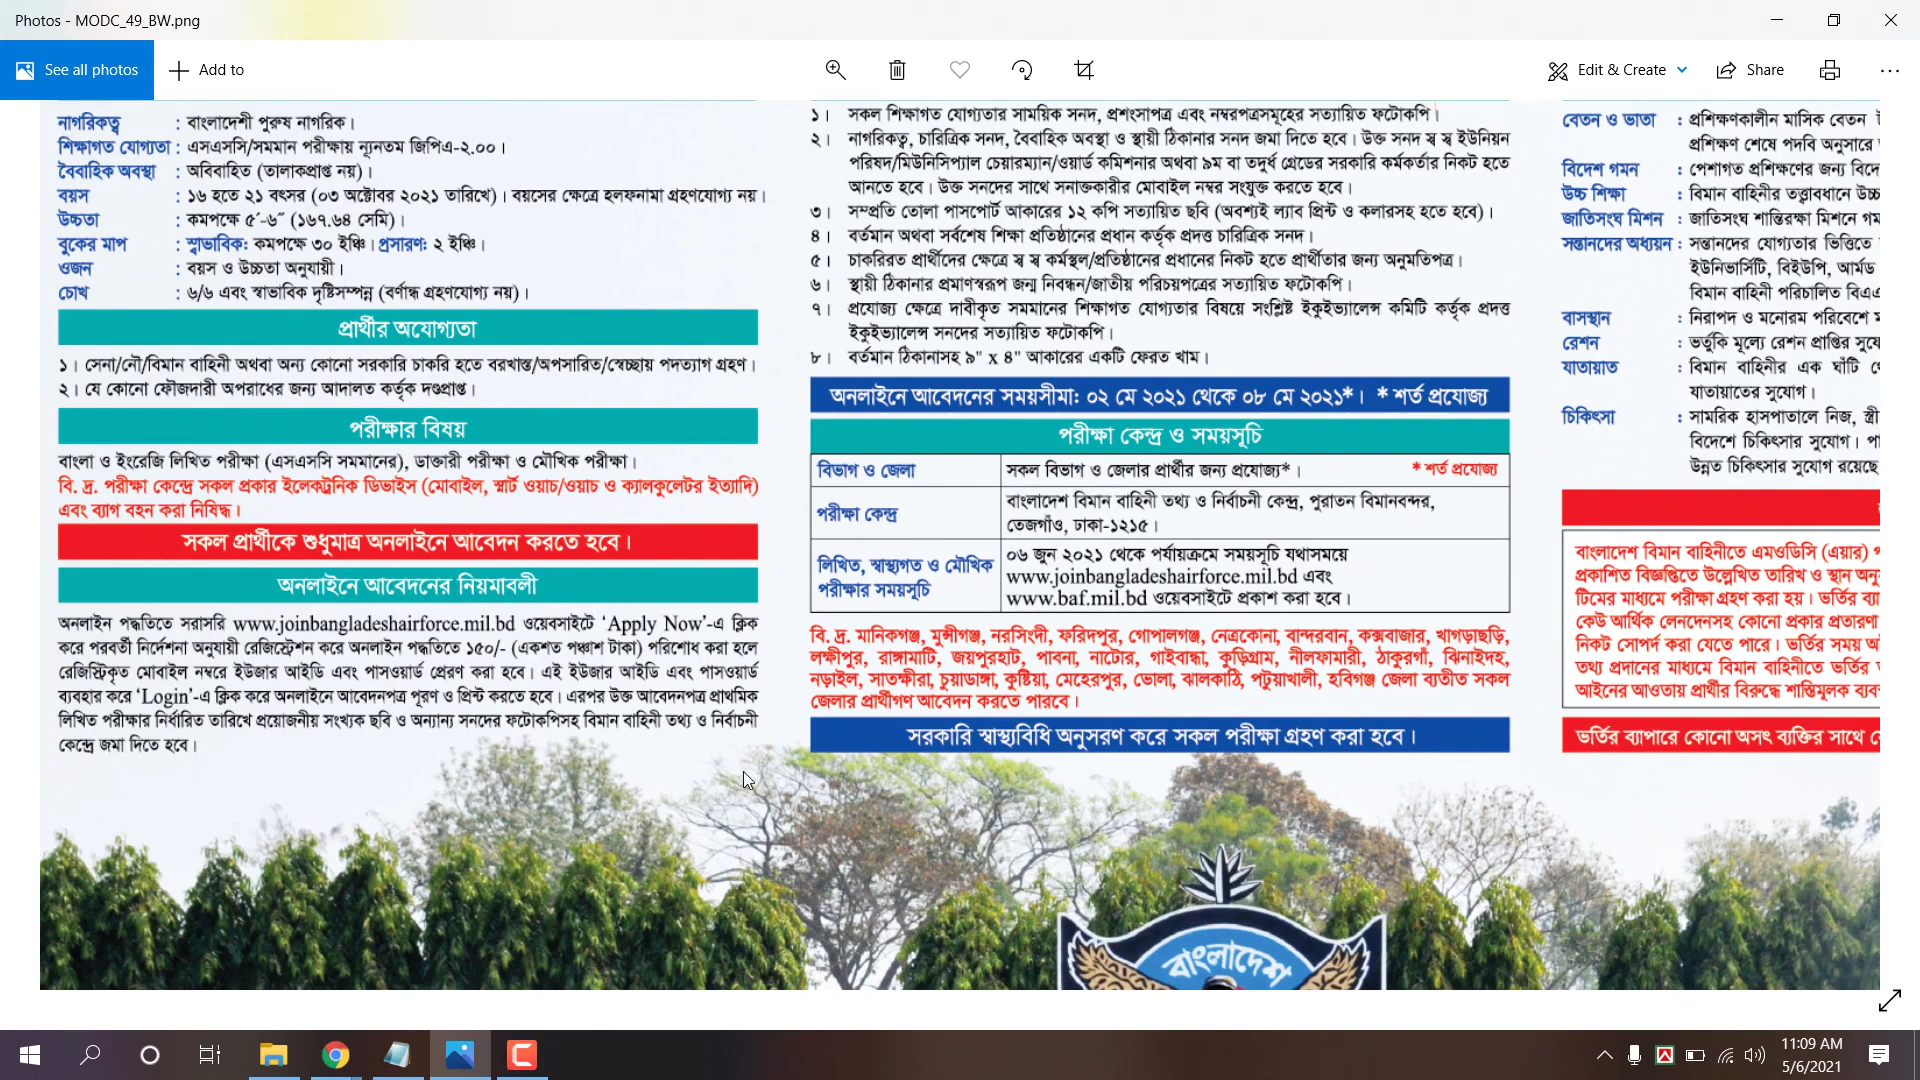 Photos - MODC_49_BW.png
See all photos
Add to
Edit & Create
Share
নাগরিকত্ব : বাংলাদেশী পুরুষ নাগরিক।
শিক্ষাগত যোগ্যতা : এসএসসি/সমমান পরীক্ষায় ন্যূনতম জিপিএ-২.০০।
বৈবাহিক অবস্থা : অবিবাহিত (তালাকপ্রাপ্ত নয়)।
বয়স : ১৬ হতে ২১ বৎসর (০৩ অক্টোবর ২০২১ তারিখে)। বয়সের ক্ষেত্রে হলফনামা গ্রহণযোগ্য নয়।
উচ্চতা : কমপক্ষে ৫´-৬˝ (১৬৭.৬৪ সেমি)।
বুকের মাপ : স্বাভাবিক: কমপক্ষে ৩০ ইঞ্চি। প্রসারণ: ২ ইঞ্চি।
ওজন : বয়স ও উচ্চতা অনুযায়ী।
চোখ : ৬/৬ এবং স্বাভাবিক দৃষ্টিসম্পন্ন (বর্ণান্ধ গ্রহণযোগ্য নয়)।
প্রার্থীর অযোগ্যতা
১। সেনা/নৌ/বিমান বাহিনী অথবা অন্য কোনো সরকারি চাকরি হতে বরখাস্ত/অপসারিত/স্বেচ্ছায় পদত্যাগ গ্রহণ।
২। যে কোনো ফৌজদারী অপরাধের জন্য আদালত কর্তৃক দণ্ডপ্রাপ্ত।
পরীক্ষার বিষয়
বাংলা ও ইংরেজি লিখিত পরীক্ষা (এসএসসি সমমানের), ডাক্তারী পরীক্ষা ও মৌখিক পরীক্ষা।
বি. দ্র. পরীক্ষা কেন্দ্রে সকল প্রকার ইলেকট্রনিক ডিভাইস (মোবাইল, স্মার্ট ওয়াচ/ওয়াচ ও ক্যালকুলেটর ইত্যাদি)
এবং ব্যাগ বহন করা নিষিদ্ধ।
সকল প্রার্থীকে শুধুমাত্র অনলাইনে আবেদন করতে হবে।
অনলাইনে আবেদনের নিয়মাবলী
অনলাইন পদ্ধতিতে সরাসরি www.joinbangladeshairforce.mil.bd ওয়েবসাইটে ‘Apply Now’-এ ক্লিক
করে পরবর্তী নির্দেশনা অনুযায়ী রেজিস্ট্রেশন করে অনলাইন পদ্ধতিতে ১৫০/- (একশত পঞ্চাশ টাকা) পরিশোধ করা হলে
রেজিস্ট্রিকৃত মোবাইল নম্বরে ইউজার আইডি এবং পাসওয়ার্ড প্রেরণ করা হবে। এই ইউজার আইডি এবং পাসওয়ার্ড
ব্যবহার করে ‘Login’-এ ক্লিক করে অনলাইনে আবেদনপত্র পূরণ ও প্রিন্ট করতে হবে। এরপর উক্ত আবেদনপত্র প্রাথমিক
লিখিত পরীক্ষার নির্ধারিত তারিখে প্রয়োজনীয় সংখ্যক ছবি ও অন্যান্য সনদের ফটোকপিসহ বিমান বাহিনী তথ্য ও নির্বাচনী
কেন্দ্রে জমা দিতে হবে।
১। সকল শিক্ষাগত যোগ্যতার সাময়িক সনদ, প্রশংসাপত্র এবং নম্বরপত্রসমূহের সত্যায়িত ফটোকপি।
২। নাগরিকত্ব, চারিত্রিক সনদ, বৈবাহিক অবস্থা ও স্থায়ী ঠিকানার সনদ জমা দিতে হবে। উক্ত সনদ স্ব স্ব ইউনিয়ন
পরিষদ/মিউনিসিপ্যাল চেয়ারম্যান/ওয়ার্ড কমিশনার অথবা ৯ম বা তদুর্ধ গ্রেডের সরকারি কর্মকর্তার নিকট হতে
আনতে হবে। উক্ত সনদের সাথে সনাক্তকারীর মোবাইল নম্বর সংযুক্ত করতে হবে।
৩। সম্প্রতি তোলা পাসপোর্ট আকারের ১২ কপি সত্যায়িত ছবি (অবশ্যই ল্যাব প্রিন্ট ও কলারসহ হতে হবে)।
৪। বর্তমান অথবা সর্বশেষ শিক্ষা প্রতিষ্ঠানের প্রধান কর্তৃক প্রদত্ত চারিত্রিক সনদ।
৫। চাকরিরত প্রার্থীদের ক্ষেত্রে স্ব স্ব কর্মস্থল/প্রতিষ্ঠানের প্রধানের নিকট হতে প্রার্থীতার জন্য অনুমতিপত্র।
৬। স্থায়ী ঠিকানার প্রমাণস্বরূপ জন্ম নিবন্ধন/জাতীয় পরিচয়পত্রের সত্যায়িত ফটোকপি।
৭। প্রযোজ্য ক্ষেত্রে দাবীকৃত সমমানের শিক্ষাগত যোগ্যতার বিষয়ে সংশ্লিষ্ট ইকুইভ্যালেন্স কমিটি কর্তৃক প্রদত্ত
ইকুইভ্যালেন্স সনদের সত্যায়িত ফটোকপি।
৮। বর্তমান ঠিকানাসহ ৯" x ৪" আকারের একটি ফেরত খাম।
অনলাইনে আবেদনের সময়সীমা: ০২ মে ২০২১ থেকে ০৮ মে ২০২১*। * শর্ত প্রযোজ্য
পরীক্ষা কেন্দ্র ও সময়সূচি
বিভাগ ও জেলা সকল বিভাগ ও জেলার প্রার্থীর জন্য প্রযোজ্য*। * শর্ত প্রযোজ্য
পরীক্ষা কেন্দ্র বাংলাদেশ বিমান বাহিনী তথ্য ও নির্বাচনী কেন্দ্র, পুরাতন বিমানবন্দর,
তেজগাঁও, ঢাকা-১২১৫।
লিখিত, স্বাস্থ্যগত ও মৌখিক
পরীক্ষার সময়সূচি
০৬ জুন ২০২১ থেকে পর্যায়ক্রমে সময়সূচি যথাসময়ে
www.joinbangladeshairforce.mil.bd এবং
www.baf.mil.bd ওয়েবসাইটে প্রকাশ করা হবে।
বি. দ্র. মানিকগঞ্জ, মুন্সীগঞ্জ, নরসিংদী, ফরিদপুর, গোপালগঞ্জ, নেত্রকোনা, বান্দরবান, কক্সবাজার, খাগড়াছড়ি,
লক্ষীপুর, রাঙ্গামাটি, জয়পুরহাট, পাবনা, নাটোর, গাইবান্ধা, কুড়িগ্রাম, নীলফামারী, ঠাকুরগাঁ, ঝিনাইদহ,
নড়াইল, সাতক্ষীরা, চুয়াডাঙ্গা, কুষ্টিয়া, মেহেরপুর, ভোলা, ঝালকাঠি, পটুয়াখালী, হবিগঞ্জ জেলা ব্যতীত সকল
জেলার প্রার্থীগণ আবেদন করতে পারবে।
সরকারি স্বাস্থ্যবিধি অনুসরণ করে সকল পরীক্ষা গ্রহণ করা হবে।
বেতন ও ভাতা : প্রশিক্ষণকালীন মাসিক বেতন
প্রশিক্ষণ শেষে পদবি অনুসারে
বিদেশ গমন : পেশাগত প্রশিক্ষণের জন্য
উচ্চ শিক্ষা : বিমান বাহিনীর তত্ত্বাবধানে উচ্চ
জাতিসংঘ মিশন : জাতিসংঘ শান্তিরক্ষা মিশনে
সন্তানদের অধ্যয়ন : সন্তানদের যোগ্যতার ভিত্তিতে
ইউনিভার্সিটি, বিইউপি, আর্মড
বিমান বাহিনী পরিচালিত
বাসস্থান : নিরাপদ ও মনোরম পরিবেশে
রেশন : ভর্তুকি মূল্যে রেশন প্রাপ্তির
যাতায়াত : বিমান বাহিনীর এক ঘাঁটি
যাতায়াতের সুযোগ।
চিকিৎসা : সামরিক হাসপাতালে নিজ, স্ত্রী
বিদেশে চিকিৎসার সুযোগ।
উন্নত চিকিৎসার সুযোগ রয়েছে
বাংলাদেশ বিমান বাহিনীতে এমওডিসি (এয়ার)
প্রকাশিত বিজ্ঞপ্তিতে উল্লেখিত তারিখ ও স্থান
টিমের মাধ্যমে পরীক্ষা গ্রহণ করা হয়। ভর্তির
কেউ আর্থিক লেনদেনসহ কোনো প্রকার প্রতারণা
নিকট সোপর্দ করা যেতে পারে। ভর্তির সময়
তথ্য প্রদানের মাধ্যমে বিমান বাহিনীতে ভর্তির
আইনের আওতায় প্রার্থীর বিরুদ্ধে শাস্তিমূলক
ভর্তির ব্যাপারে কোনো অসৎ ব্যক্তির সাথে
বাংলাদেশ
11:09 AM
5/6/2021